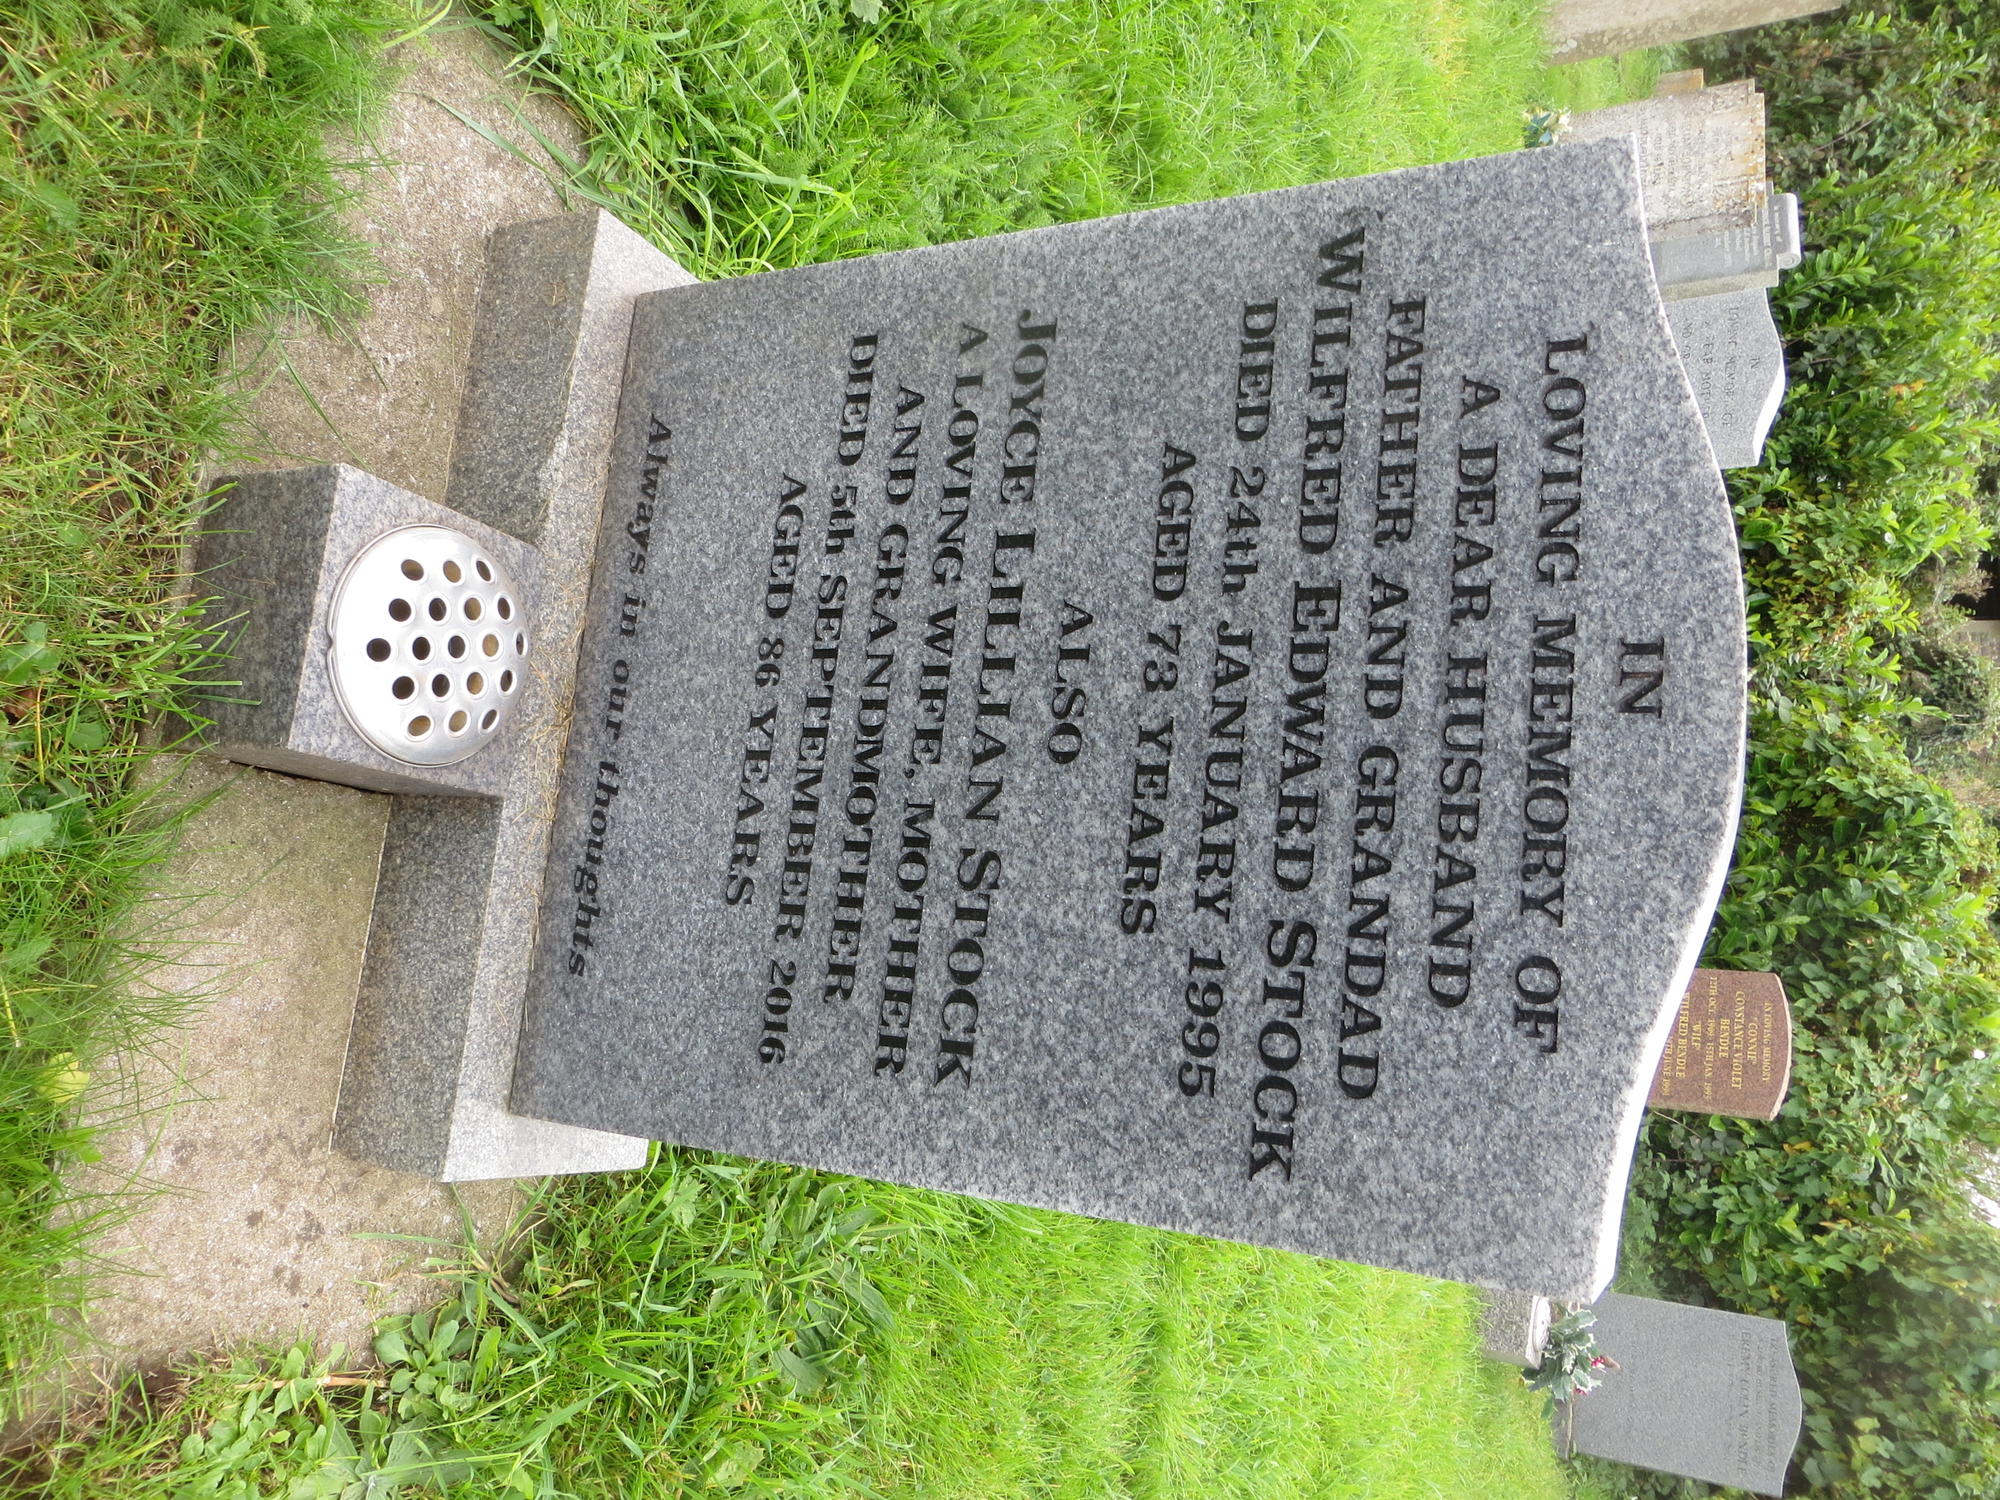 IN
LOVING MEMORY OF
A DEAR HUSBAND
FATHER AND GRANDAD
WILFRED EDWARD STOCK
DIED 24th JANUARY 1995
AGED 73 YEARS
ALSO
JOYCE LILLIAN STOCK
A LOVING WIFE, MOTHER
AND GRANDMOTHER
DIED 5th SEPTEMBER 2016
AGED 86 YEARS
Always in our thoughts
IN LOVING MEMORY
"CONNIE"
CONSTANCE VIOLET
BENDLE
"WILF"
WILFRED BENDLE